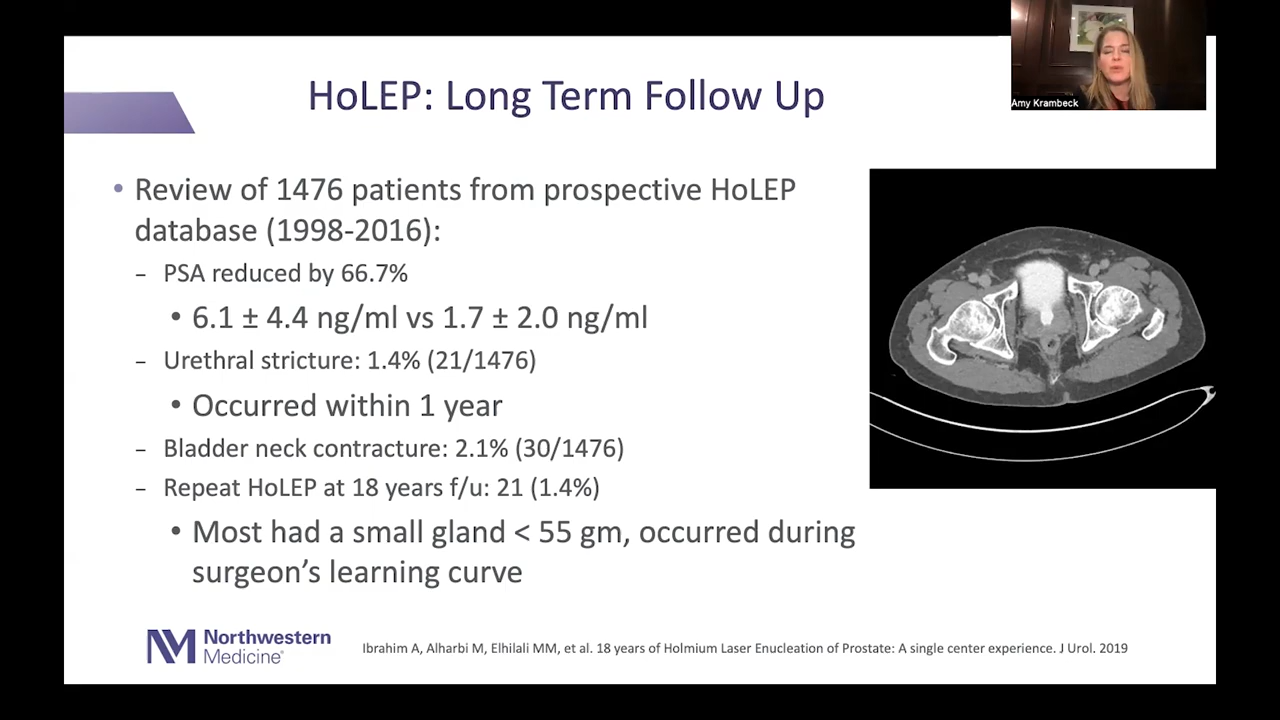 HoLEP: Long Term Follow Up
Amy Krambeck
• Review of 1476 patients from prospective HoLEP
database (1998-2016):
– PSA reduced by 66.7%
• 6.1 ± 4.4 ng/ml vs 1.7 ± 2.0 ng/ml
– Urethral stricture: 1.4% (21/1476)
• Occurred within 1 year
– Bladder neck contracture: 2.1% (30/1476)
– Repeat HoLEP at 18 years f/u: 21 (1.4%)
• Most had a small gland < 55 gm, occurred during
surgeon’s learning curve
NM Northwestern
Medicine®
Ibrahim A, Alharbi M, Elhilali MM, et al. 18 years of Holmium Laser Enucleation of Prostate: A single center experience. J Urol. 2019